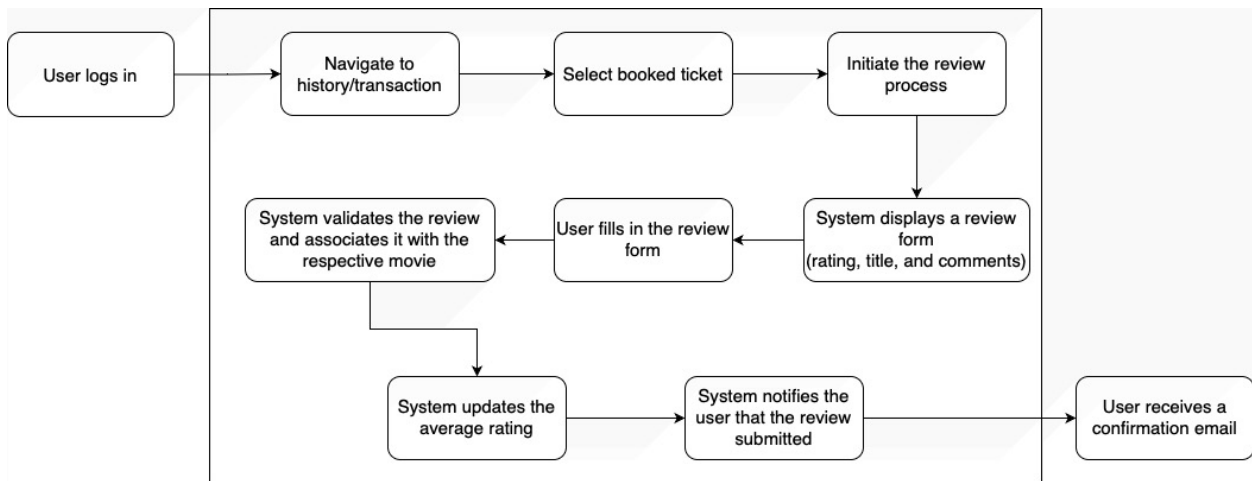 User logs in
Navigate to
history/transaction
Select booked ticket
Initiate the review
process
System validates the review
and associates it with the
respective movie
User fills in the review
form
System displays a review
form
(rating, title, and comments)
System updates the
average rating
System notifies the
user that the review
submitted
User receives a
confirmation email